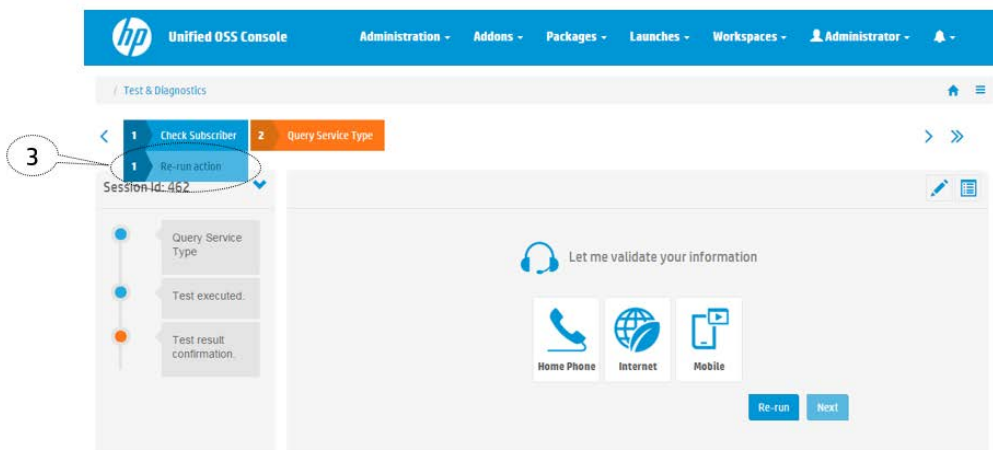 hp Unified OSS Console Administration Addons Packages Launches Workspaces Administrator
/ Test & Diagnostics
1 Check Subscriber 2 Query Service Type
3
1 Re-run action
Session Id: 462
Query Service
Type
Let me validate your information
Test executed.
Test result
confirmation.
Home Phone Internet Mobile
Re-run Next